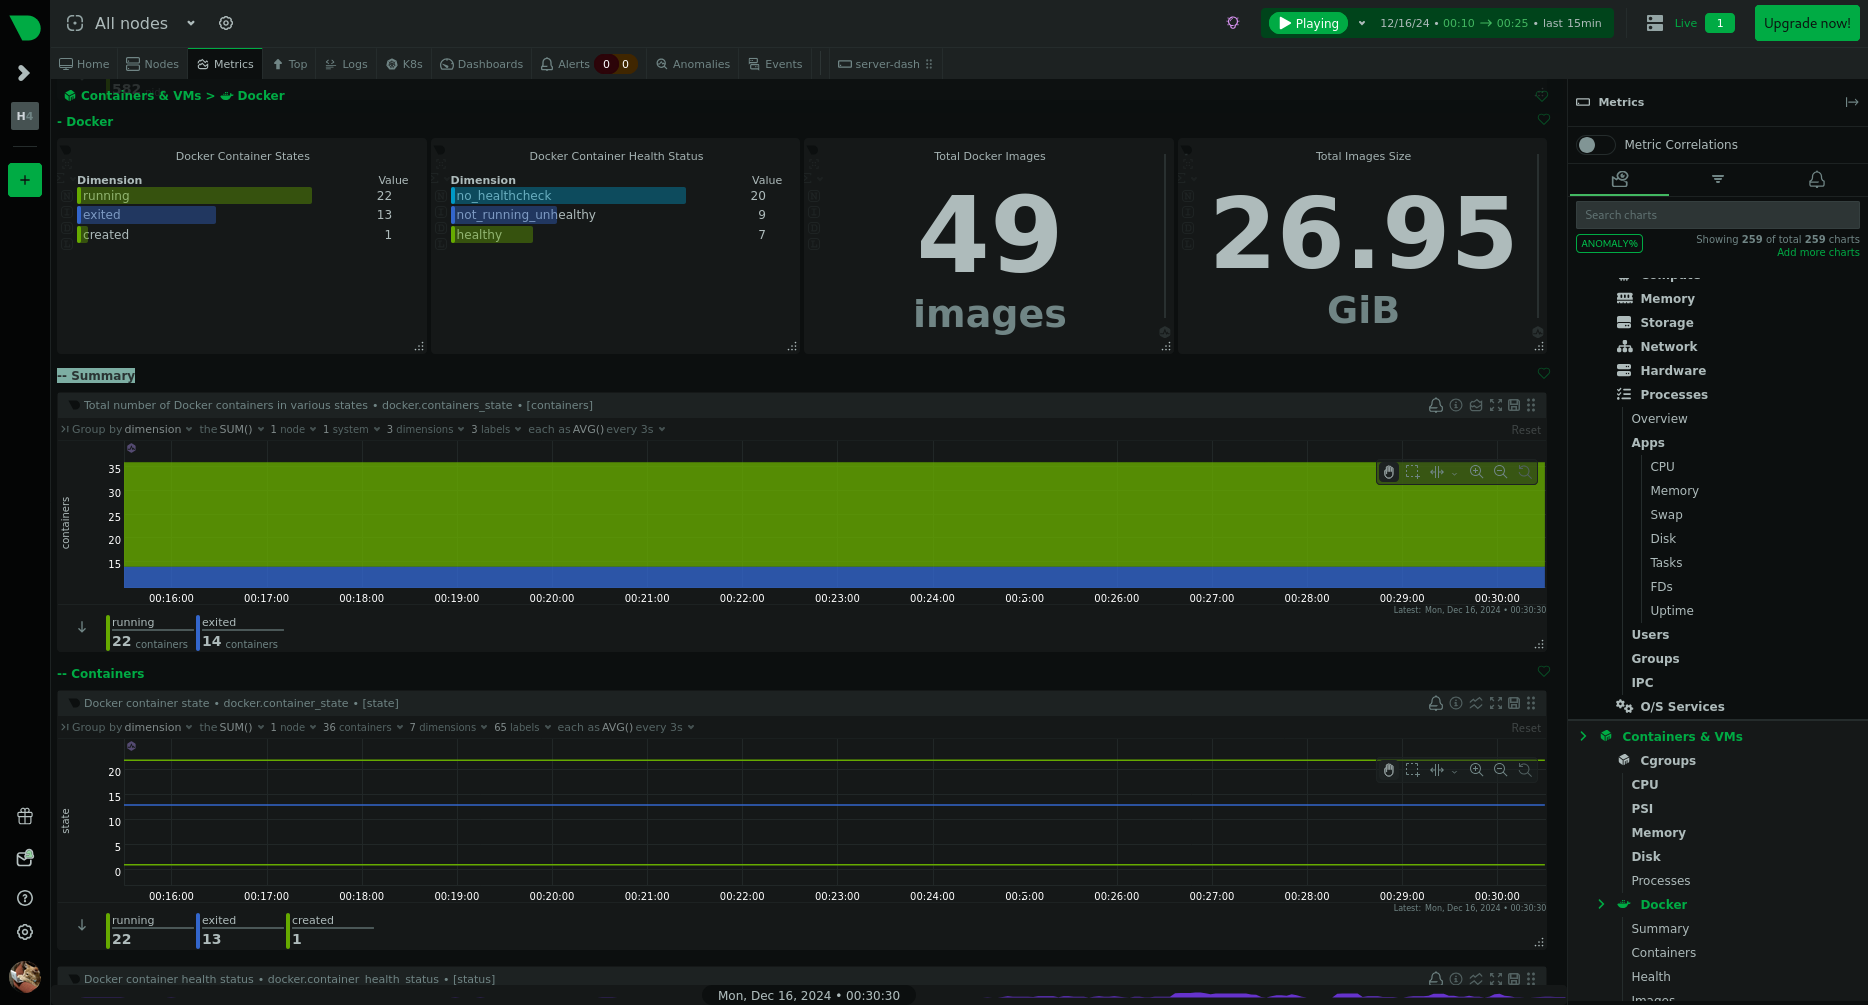 All nodes
Playing 12/16/24 • 00:10 → 00:25 • last 15min
Live 1
Upgrade now!
Home Nodes Metrics Top Logs K8s Dashboards Alerts 0 0 Anomalies Events server-dash
H4
+
582
Containers & VMs > Docker
- Docker
Docker Container States
Dimension Value
running 22
exited 13
created 1
Docker Container Health Status
Dimension Value
no_healthcheck 20
not_running_unhealthy 9
healthy 7
Total Docker Images
49
images
Total Images Size
26.95
GiB
-- Summary
Total number of Docker containers in various states • docker.containers_state • [containers]
Group by dimension the SUM() 1 node 1 system 3 dimensions 3 labels each as AVG() every 3s Reset
containers
35
30
25
20
15
00:16:00 00:17:00 00:18:00 00:19:00 00:20:00 00:21:00 00:22:00 00:23:00 00:24:00 00:26:00 00:27:00 00:28:00 00:29:00 00:30:00
Latest: Mon, Dec 16, 2024 • 00:30:30
running exited
22 containers 14 containers
-- Containers
Docker container state • docker.container_state • [state]
Group by dimension the SUM() 1 node 36 containers 7 dimensions 65 labels each as AVG() every 3s Reset
state
20
15
10
5
0
00:16:00 00:17:00 00:18:00 00:19:00 00:20:00 00:21:00 00:22:00 00:23:00 00:24:00 00:26:00 00:27:00 00:28:00 00:29:00 00:30:00
Latest: Mon, Dec 16, 2024 • 00:30:30
running exited created
22 13 1
Docker container health status • docker.container_health_status • [status]
Mon, Dec 16, 2024 • 00:30:30
Metrics
Metric Correlations
Search charts
ANOMALY% Showing 259 of total 259 charts
Add more charts
Compute
Memory
Storage
Network
Hardware
Processes
Overview
Apps
CPU
Memory
Swap
Disk
Tasks
FDs
Uptime
Users
Groups
IPC
O/S Services
Containers & VMs
Cgroups
CPU
PSI
Memory
Disk
Processes
Docker
Summary
Containers
Health
Images